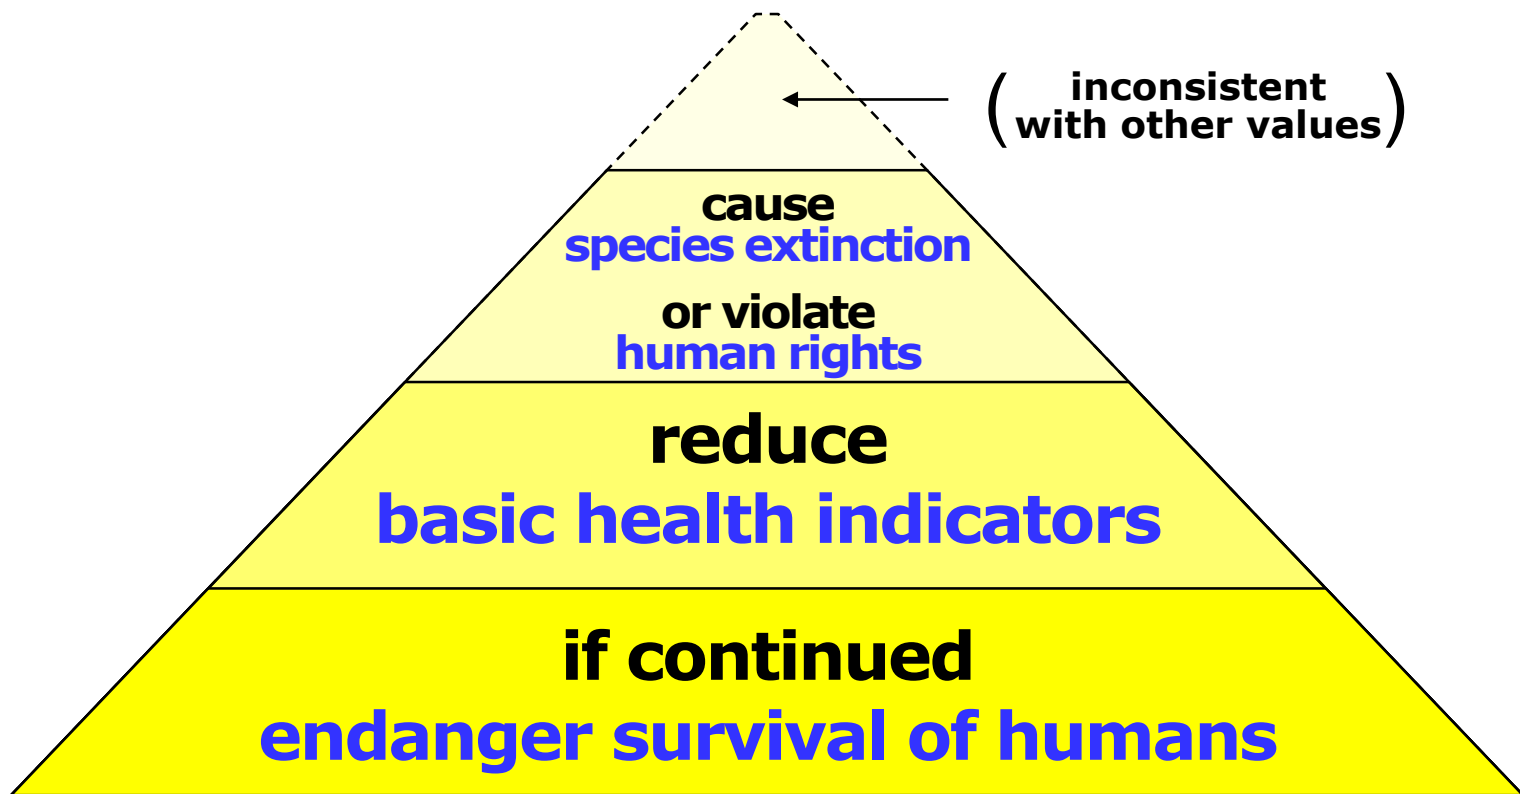 (inconsistent
with other values)
cause
species extinction
or violate
human rights
reduce
basic health indicators
if continued
endanger survival of humans